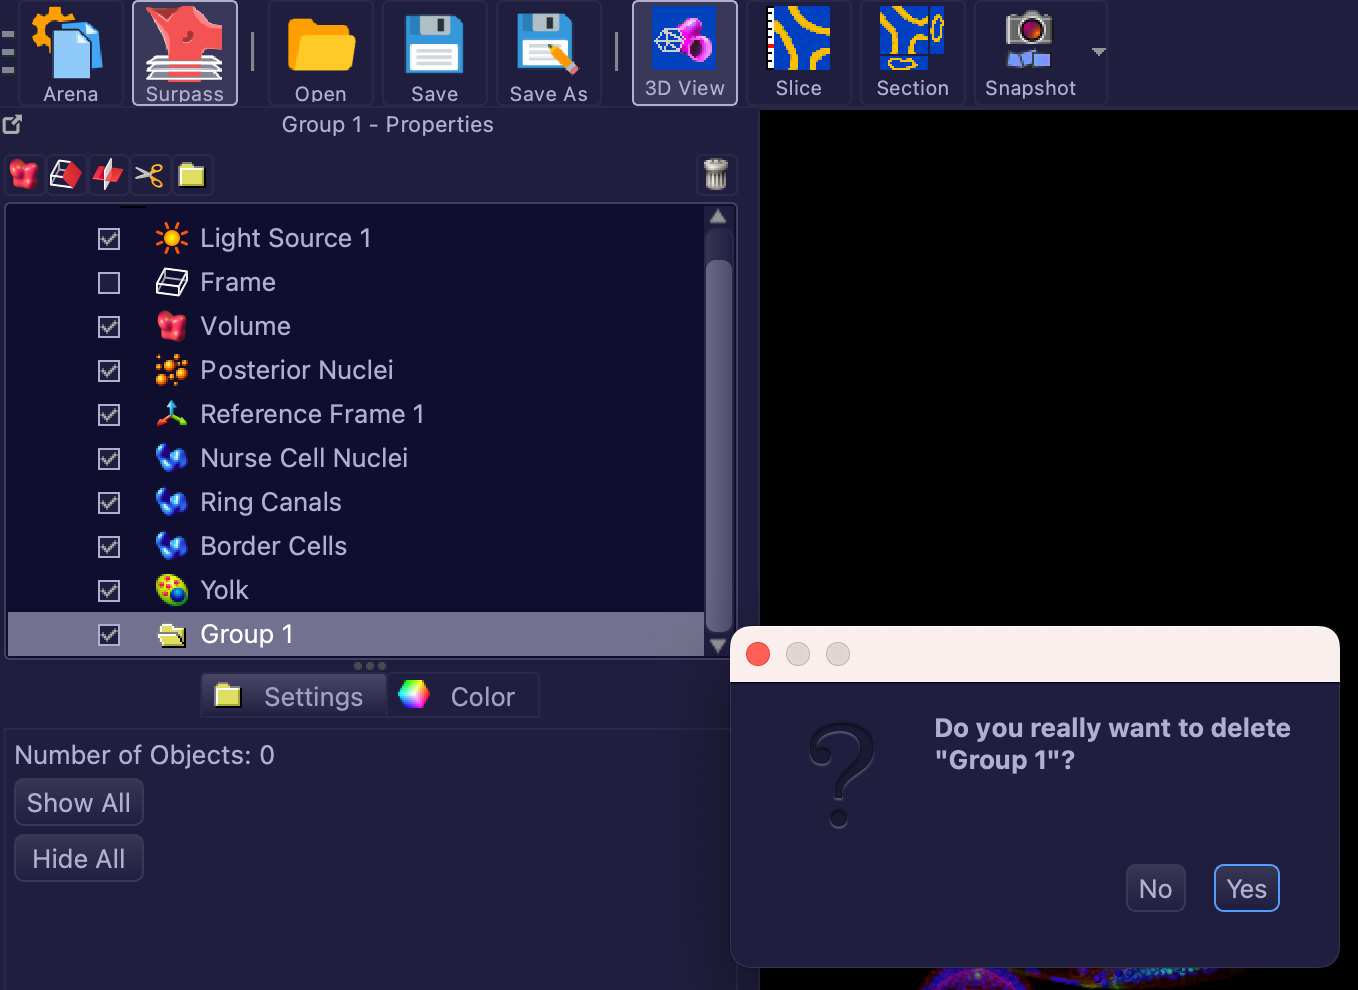 Arena
Surpass
Open
Save
Save As
3D View
Slice
Section
Snapshot
Group 1 - Properties
Light Source 1
Frame
Volume
Posterior Nuclei
Reference Frame 1
Nurse Cell Nuclei
Ring Canals
Border Cells
Yolk
Group 1
Settings
Color
Number of Objects: 0
Show All
Hide All
Do you really want to delete
"Group 1"?
No
Yes